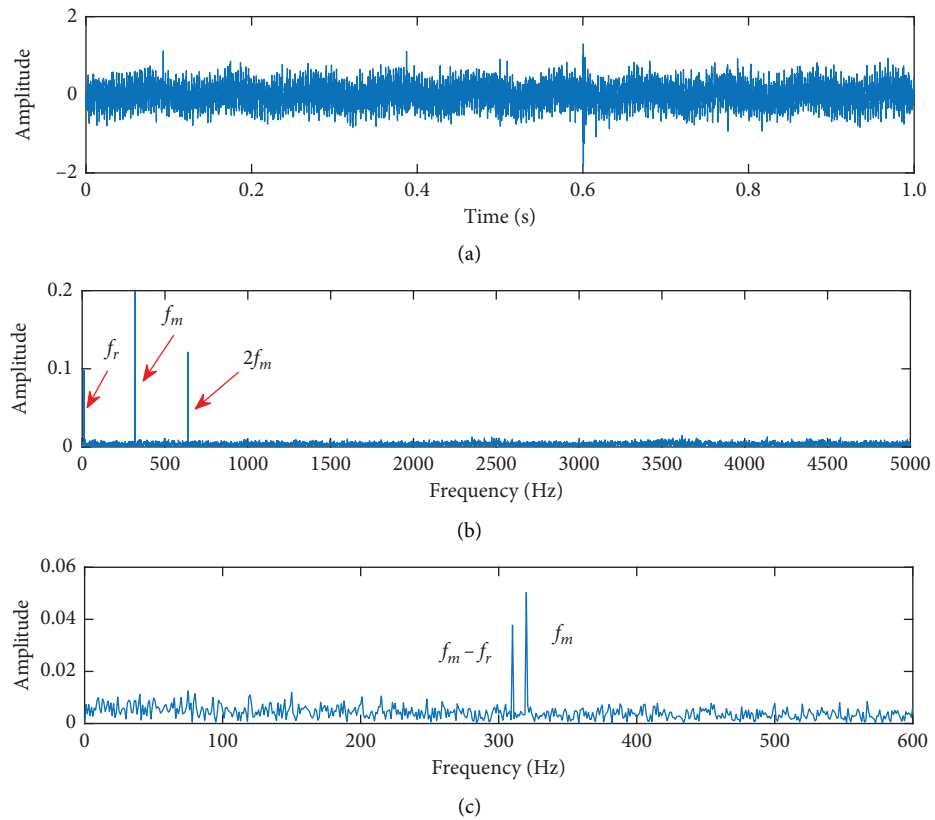 2
0
−2
Amplitude
0
0.2
0.4
0.6
0.8
1.0
Time (s)
(a)
0.2
0.1
0
Amplitude
f_r
f_m
2f_m
0
500
1000
1500
2000
2500
3000
3500
4000
4500
5000
Frequency (Hz)
(b)
0.06
0.04
0.02
0
Amplitude
f_m – f_r
f_m
0
100
200
300
400
500
600
Frequency (Hz)
(c)